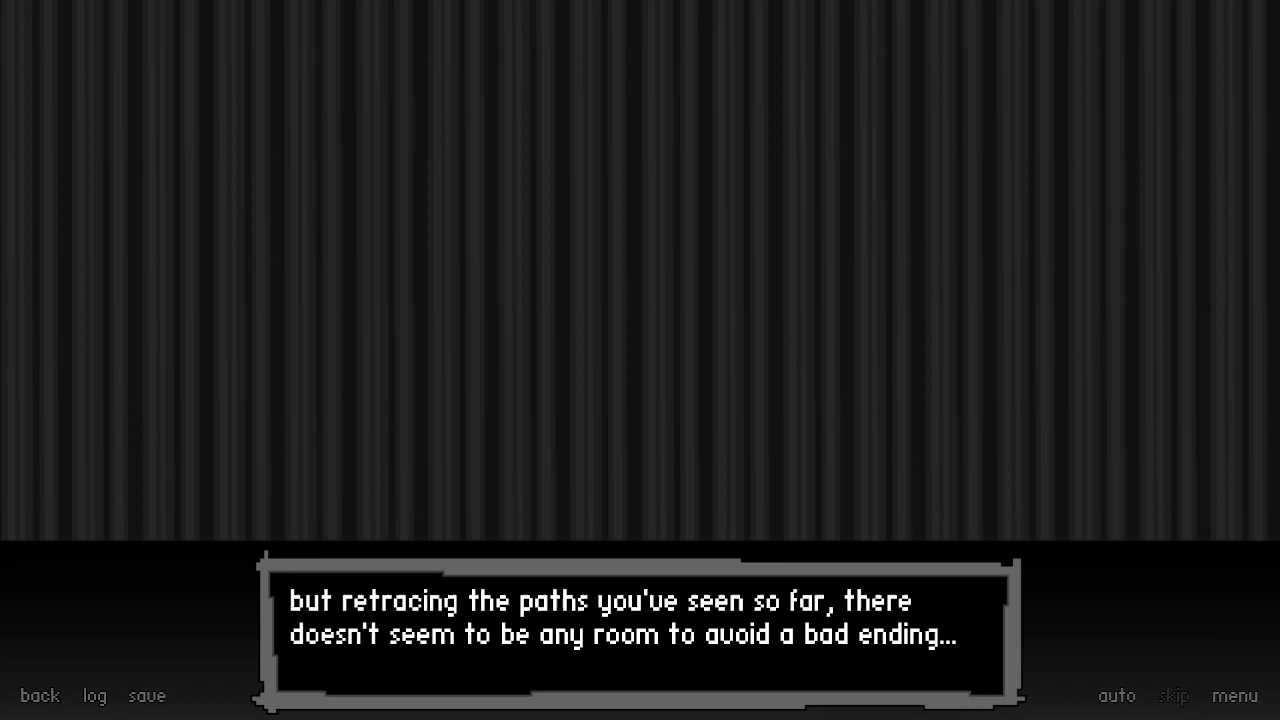 but retracing the paths you've seen so far, there
doesn't seem to be any room to avoid a bad ending...
back log save auto skip menu